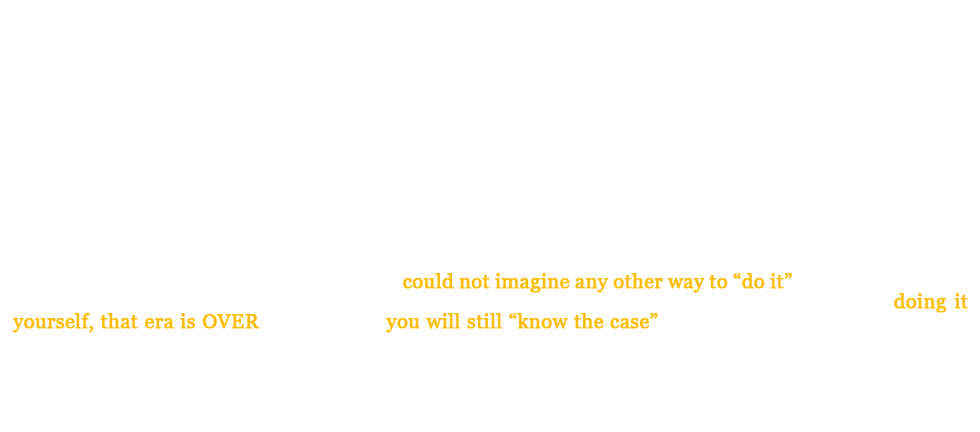 could not imagine any other way to “do it”
doing it
yourself, that era is OVER you will still “know the case”